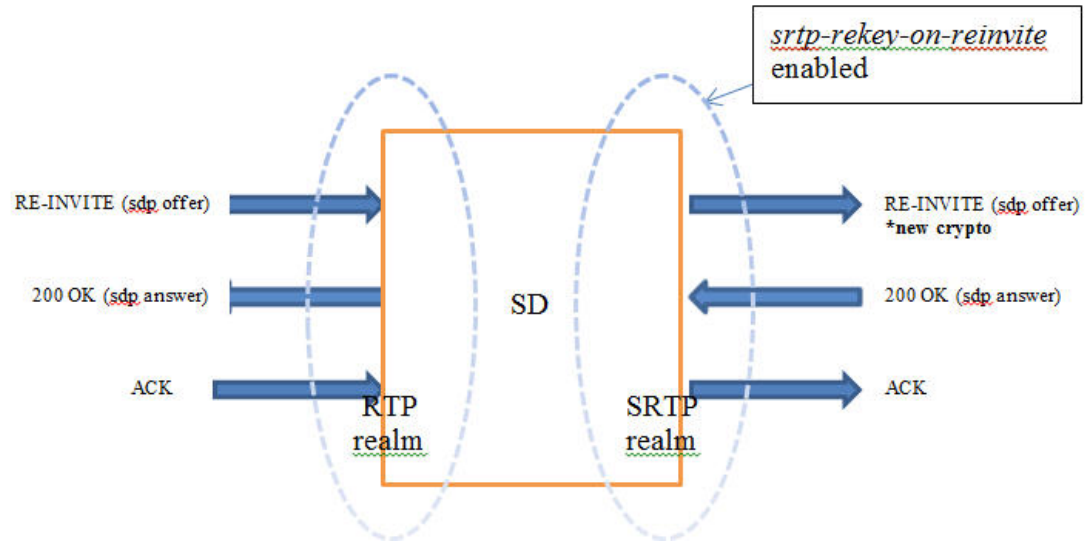 srtp-rekey-on-reinvite
enabled
RE-INVITE (sdp offer)
RE-INVITE (sdp offer)
*new crypto
200 OK (sdp answer)
SD
200 OK (sdp answer)
ACK
ACK
RTP
realm
SRTP
realm